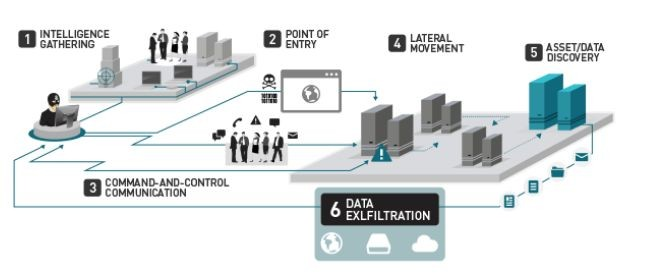 1 INTELLIGENCE
GATHERING
2 POINT OF
ENTRY
4 LATERAL
MOVEMENT
5 ASSET/DATA
DISCOVERY
3 COMMAND-AND-CONTROL
COMMUNICATION
6 DATA
EXLFILTRATION